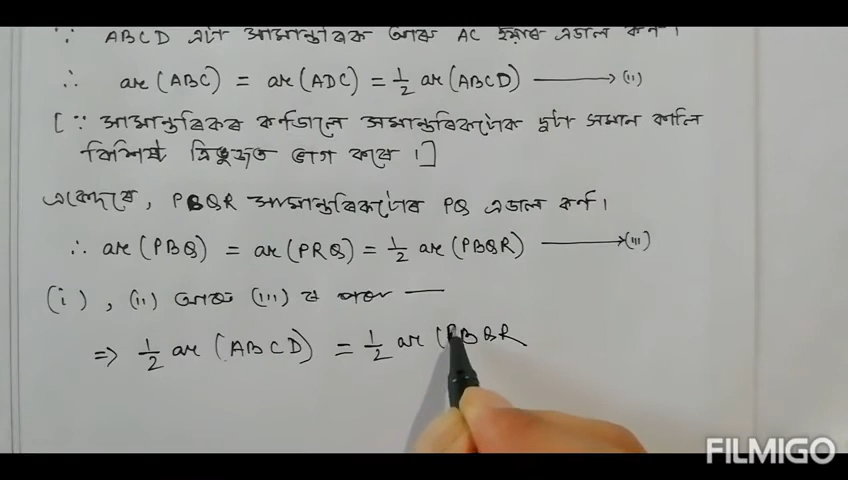 ∵ ABCD এটা সামান্তৰিক আৰু AC ইয়াৰ এডাল কৰ্ণ।
∴ ar (ABC) = ar (ADC) = 1/2 ar (ABCD) ⟶ (ii)
[∵ সামান্তৰিকৰ কৰ্ণডালে সামান্তৰিকটোক দুটা সমান কালি
বিশিষ্ট ত্ৰিভুজত ভাগ কৰে।]
একেদৰে, PBQR সামান্তৰিকটোৰ PQ এডাল কৰ্ণ।
∴ ar (PBQ) = ar (PRQ) = 1/2 ar (PBQR) ⟶ (iii)
(i), (ii) আৰু (iii) ৰ পৰা —
⇒ 1/2 ar (ABCD) = 1/2 ar (PBQR
FILMIGO